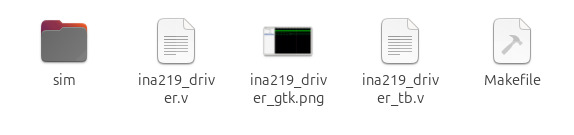 sim
ina219_driv
er.v
ina219_driv
er_gtk.png
ina219_driv
er_tb.v
Makefile